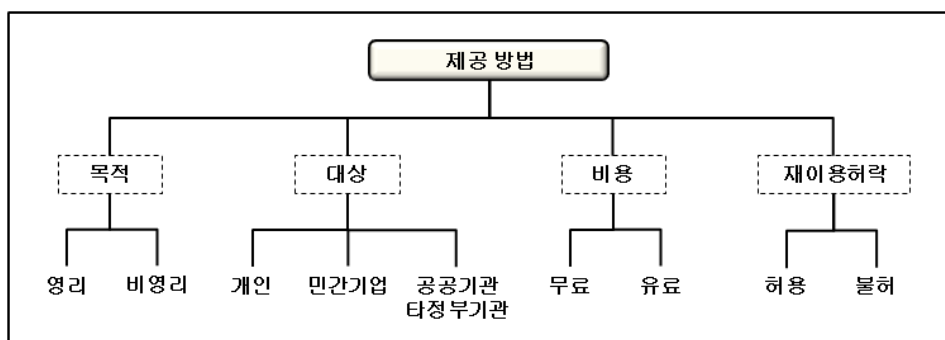 제공 방법
목적 대상 비용 재이용허락
영리 비영리 개인 민간기업 공공기관 무료 유료 허용 불허
타정부기관